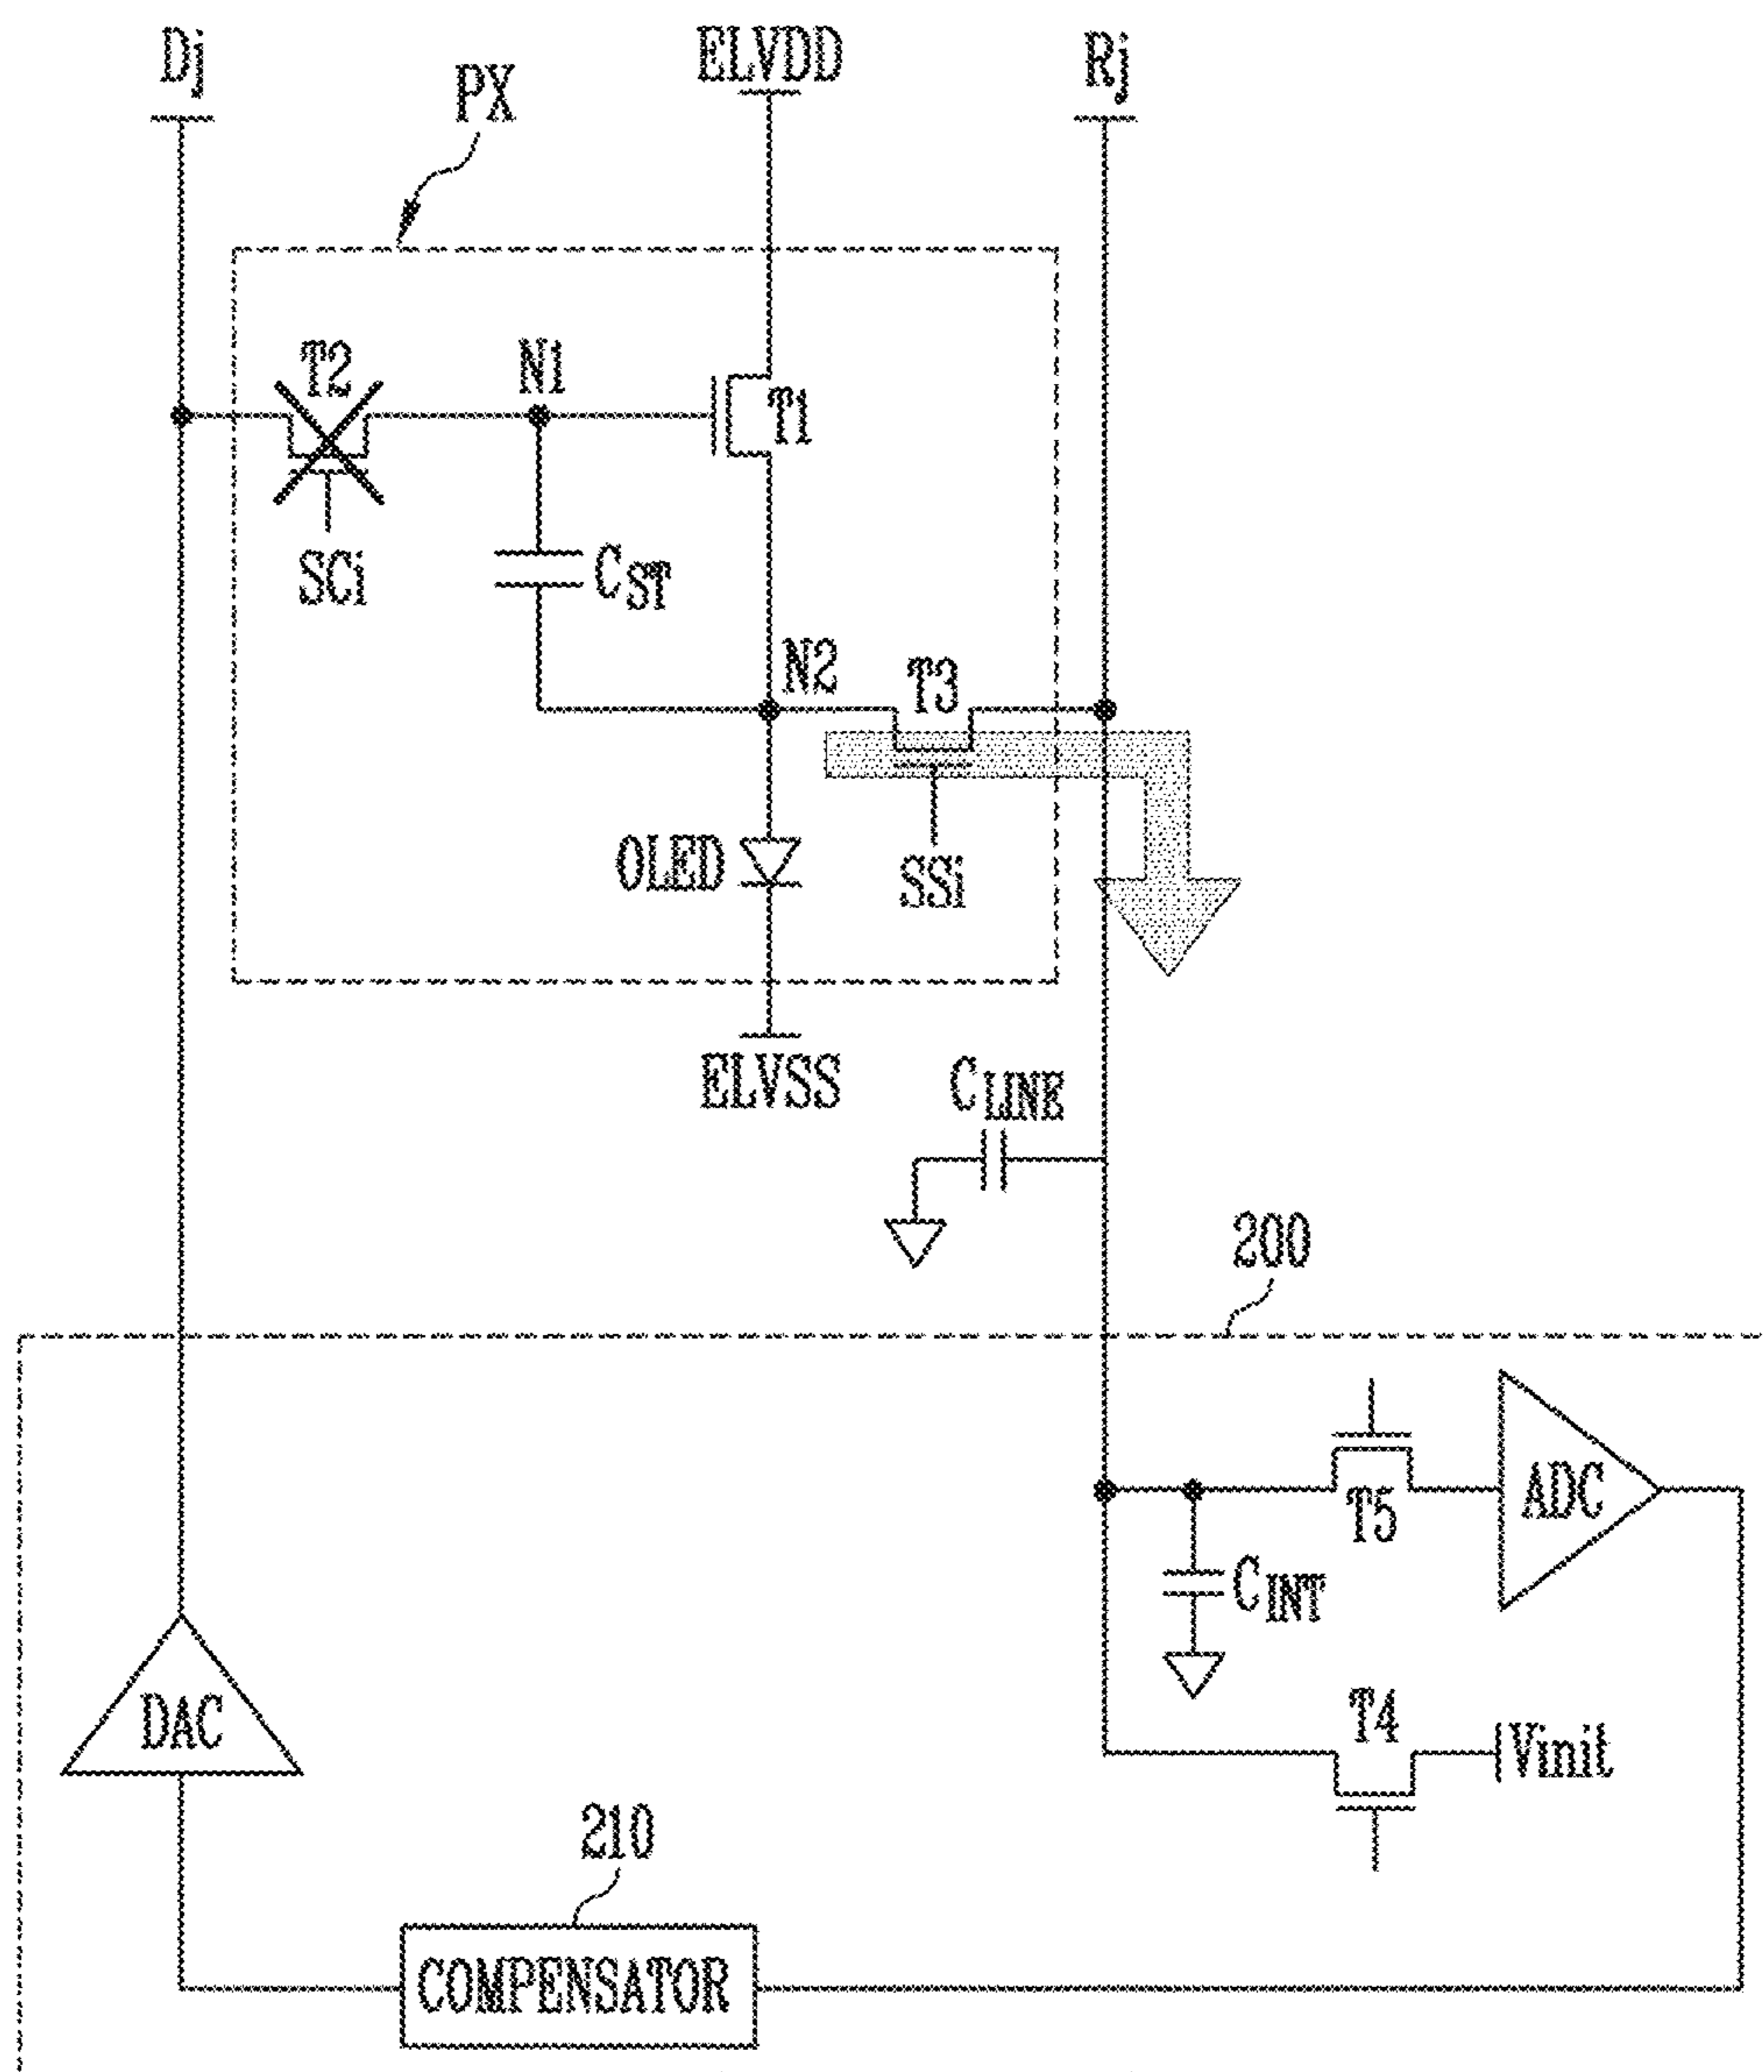 Dj
ELVDD
Rj
PX
T2
N1
T1
SCi
CST
N2
T3
OLED
SSi
ELVSS
CLINE
200
T5
ADC
CINT
DAC
T4
Vinit
210
COMPENSATOR